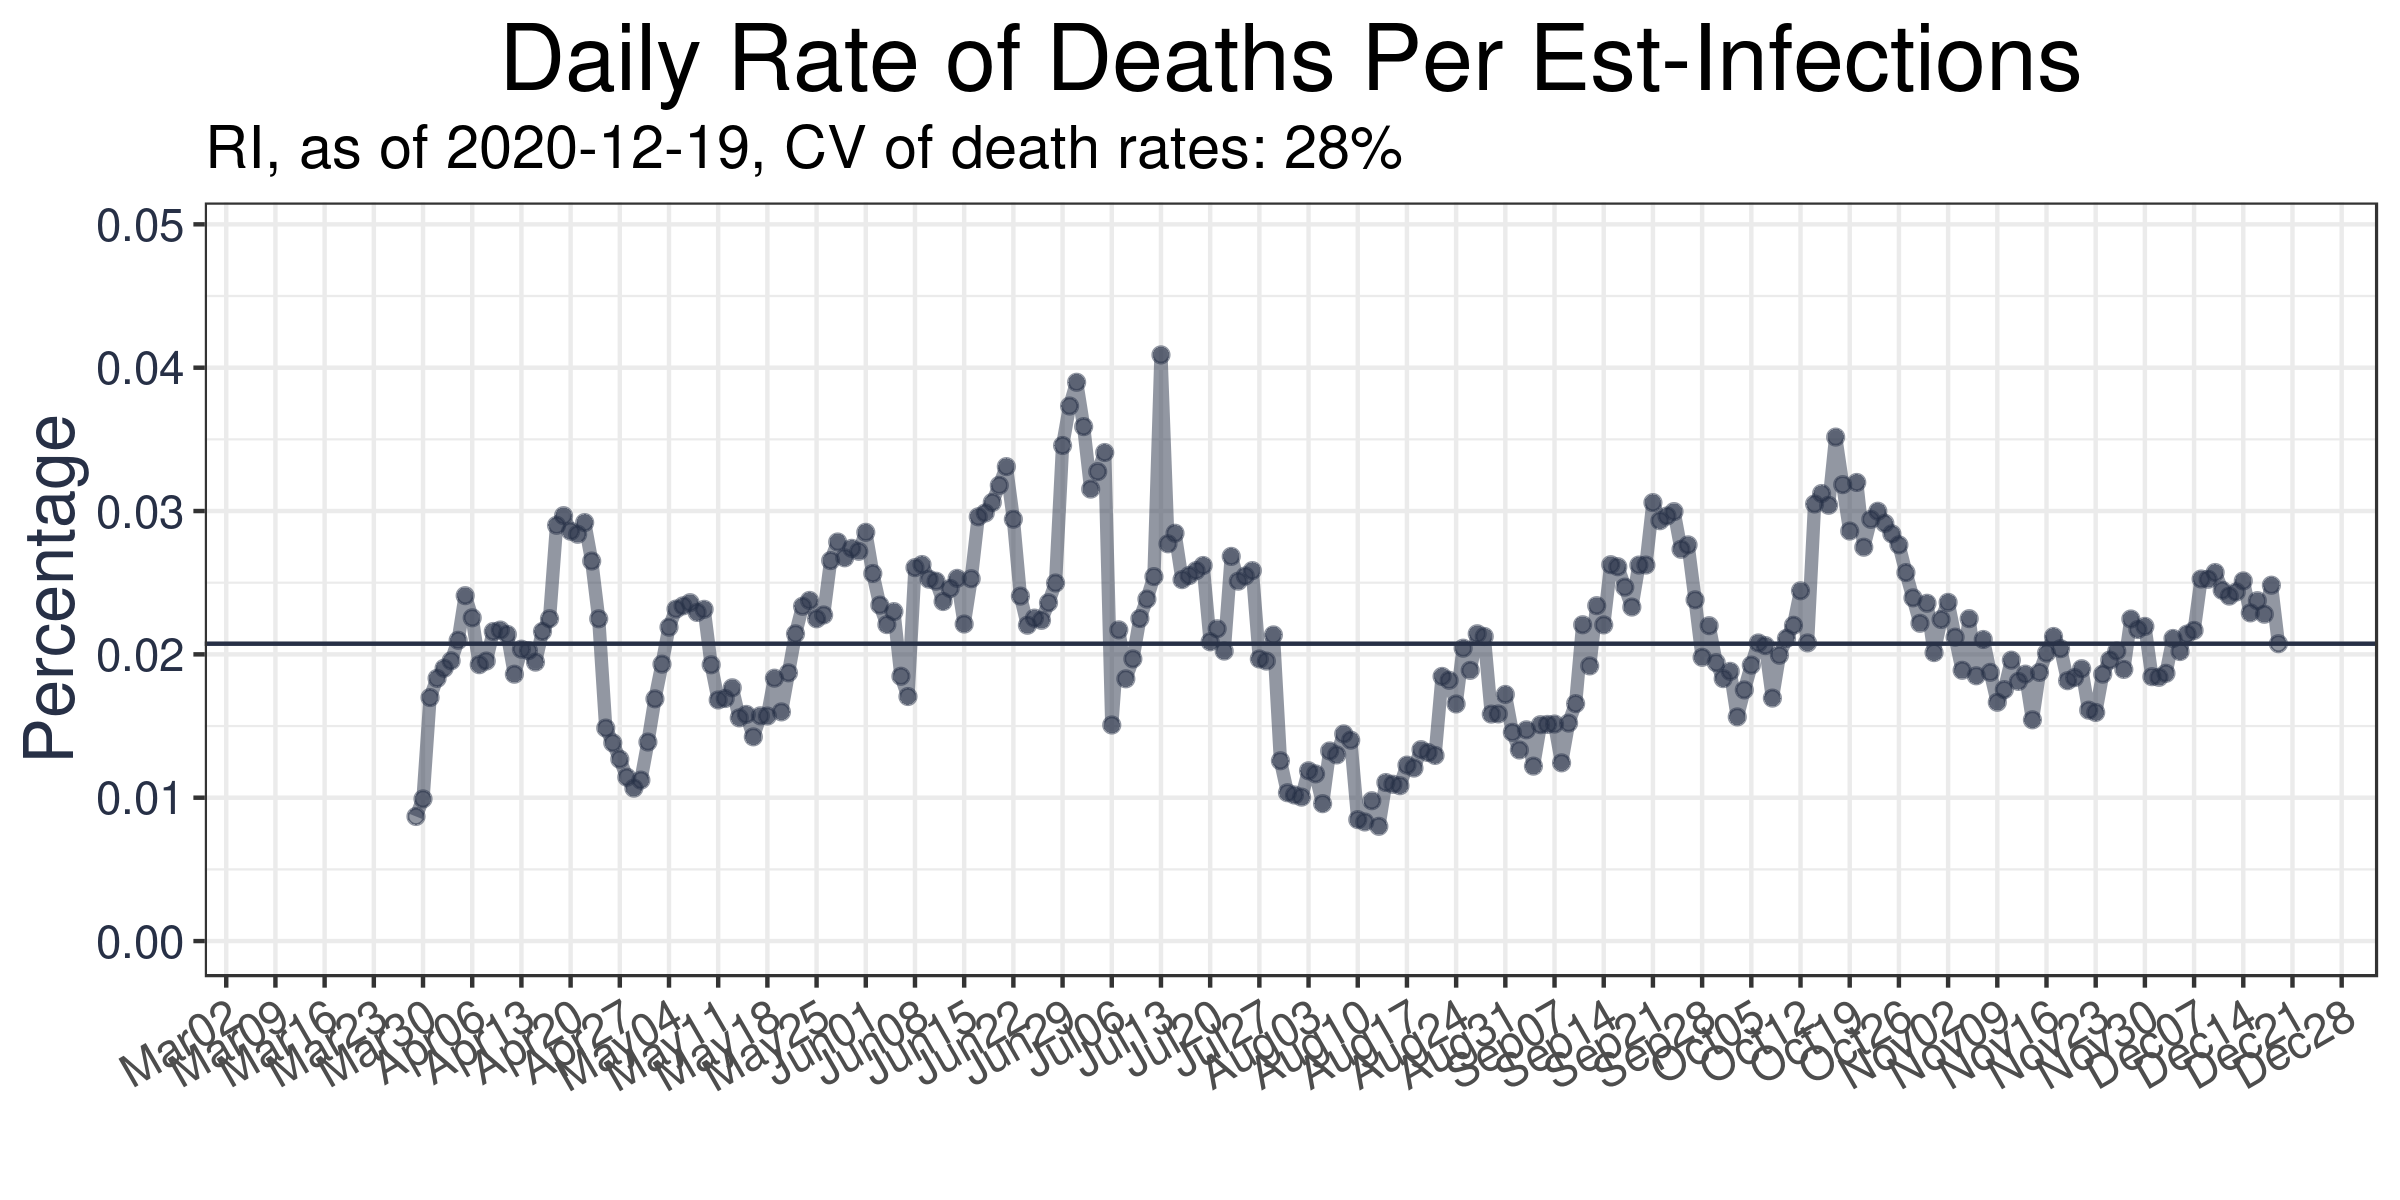 Daily Rate of Deaths Per Est-Infections
RI, as of 2020-12-19, CV of death rates: 28%
Percentage
0.05
0.04
0.03
0.02
0.01
0.00
Mar02 Mar09 Mar16 Mar23 Mar30 Apr06 Apr13 Apr20 Apr27 May04 May11 May18 May25 Jun01 Jun08 Jun15 Jun22 Jun29 Jul06 Jul13 Jul20 Jul27 Aug03 Aug10 Aug17 Aug24 Aug31 Sep07 Sep14 Sep21 Sep28 Oct05 Oct12 Oct19 Oct26 Nov02 Nov09 Nov16 Nov23 Nov30 Dec07 Dec14 Dec21 Dec28